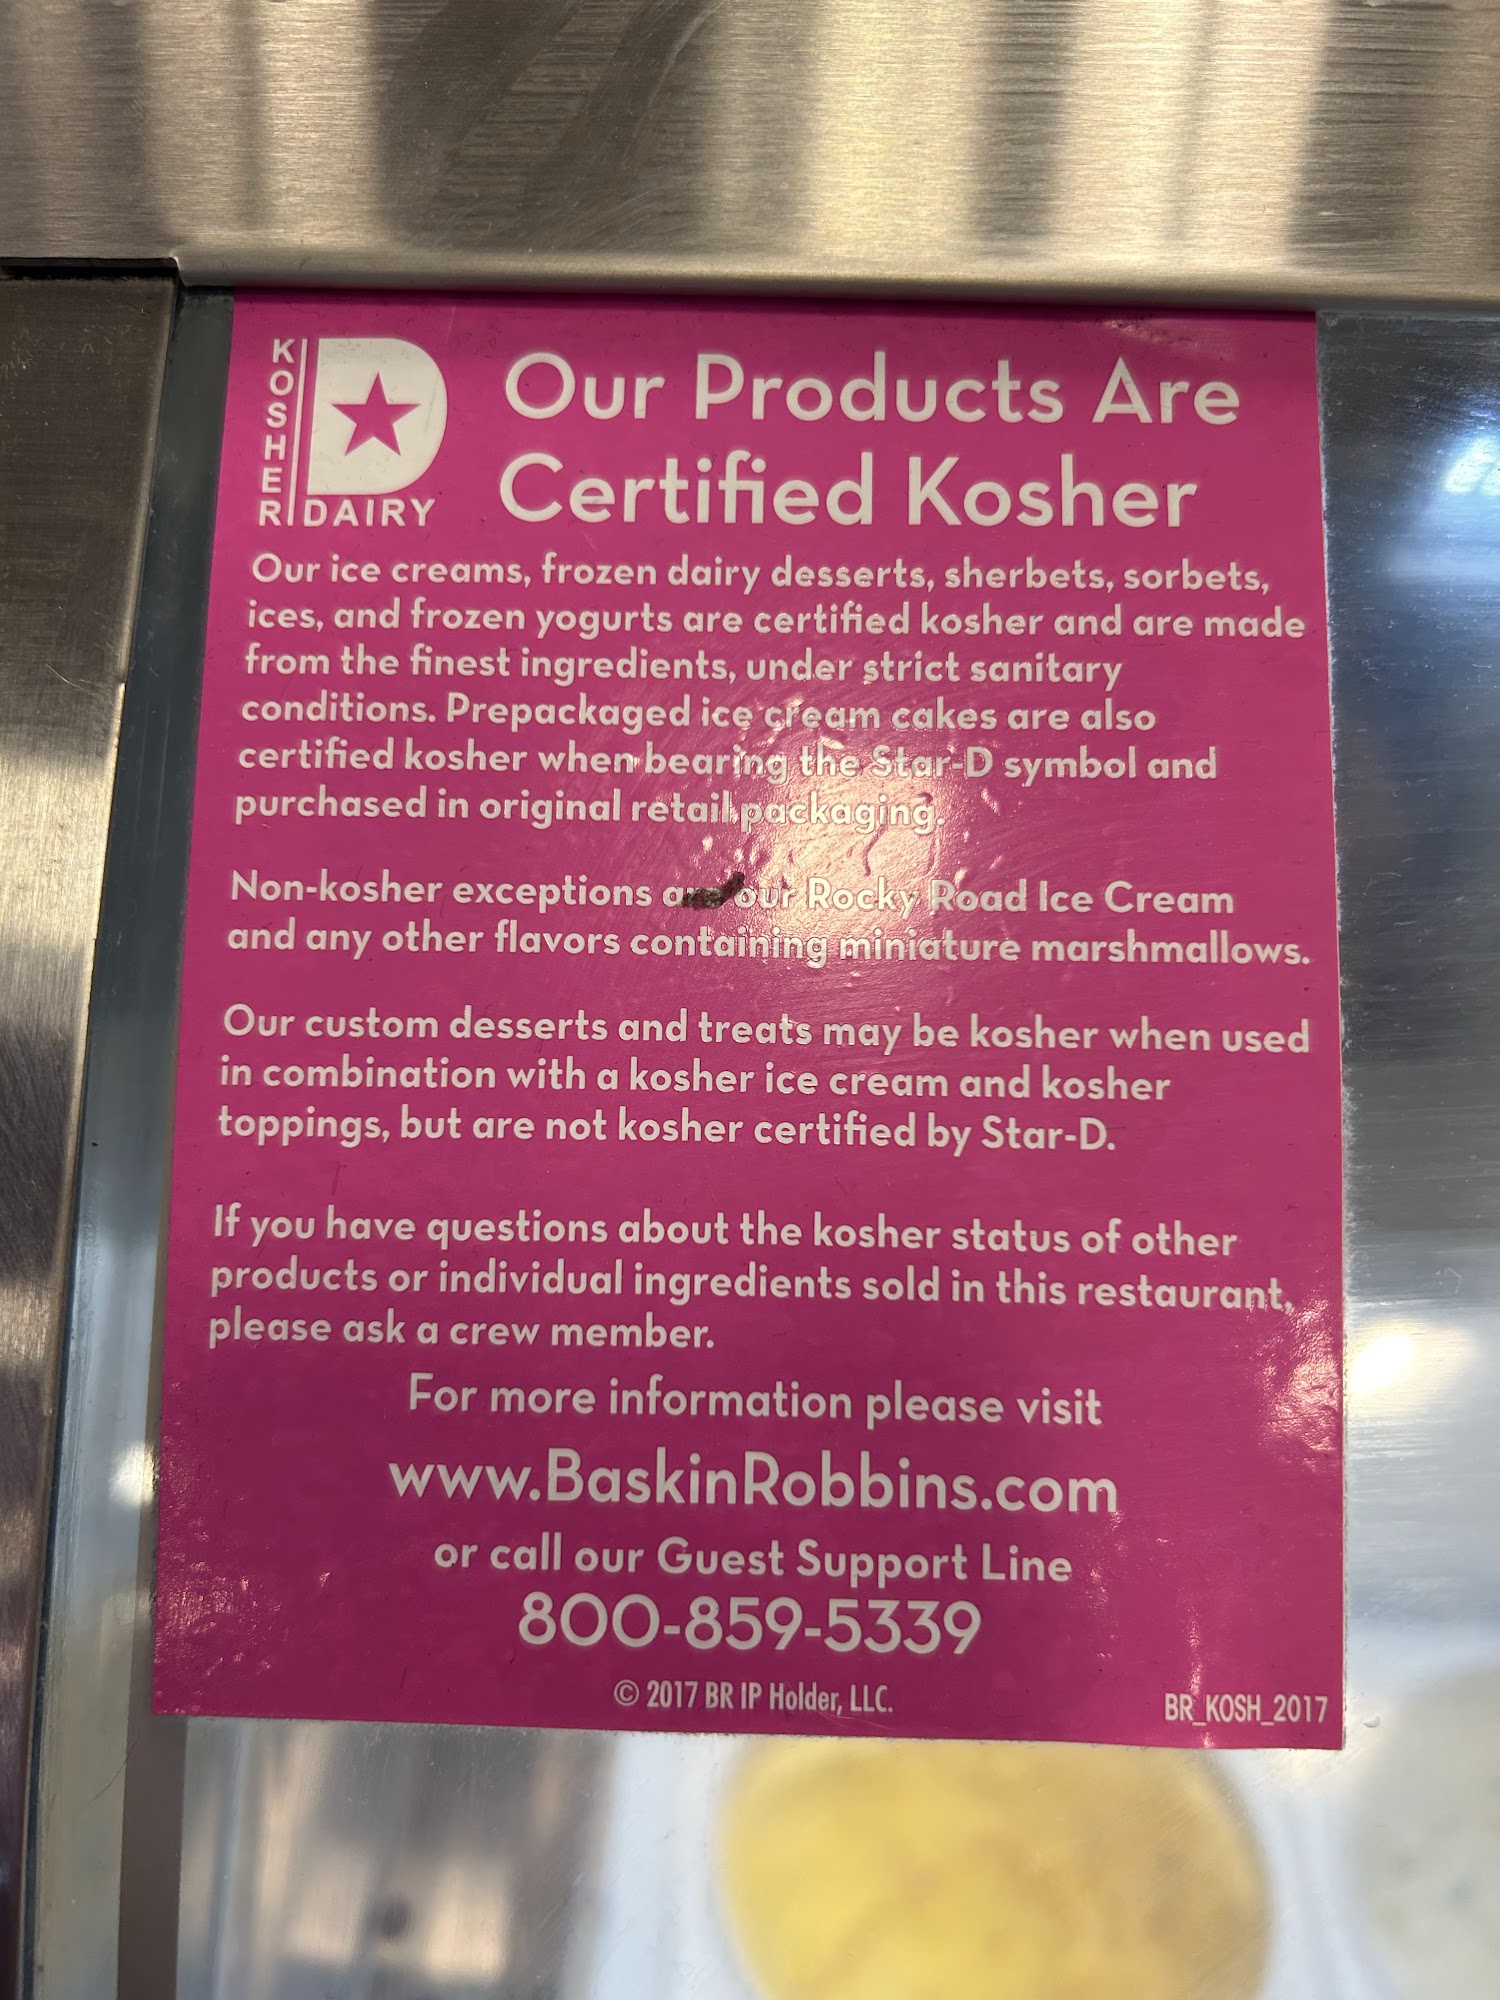 KOSHER
DAIRY
Our Products Are
Certified Kosher
Our ice creams, frozen dairy desserts, sherbets, sorbets,
ices, and frozen yogurts are certified kosher and are made
from the finest ingredients, under strict sanitary
conditions. Prepackaged ice cream cakes are also
certified kosher when bearing the Star-D symbol and
purchased in original retail packaging.
Non-kosher exceptions are our Rocky Road Ice Cream
and any other flavors containing miniature marshmallows.
Our custom desserts and treats may be kosher when used
in combination with a kosher ice cream and kosher
toppings, but are not kosher certified by Star-D.
If you have questions about the kosher status of other
products or individual ingredients sold in this restaurant,
please ask a crew member.
For more information please visit
www.BaskinRobbins.com
or call our Guest Support Line
800-859-5339
© 2017 BR IP Holder, LLC.
BR_KOSH_2017